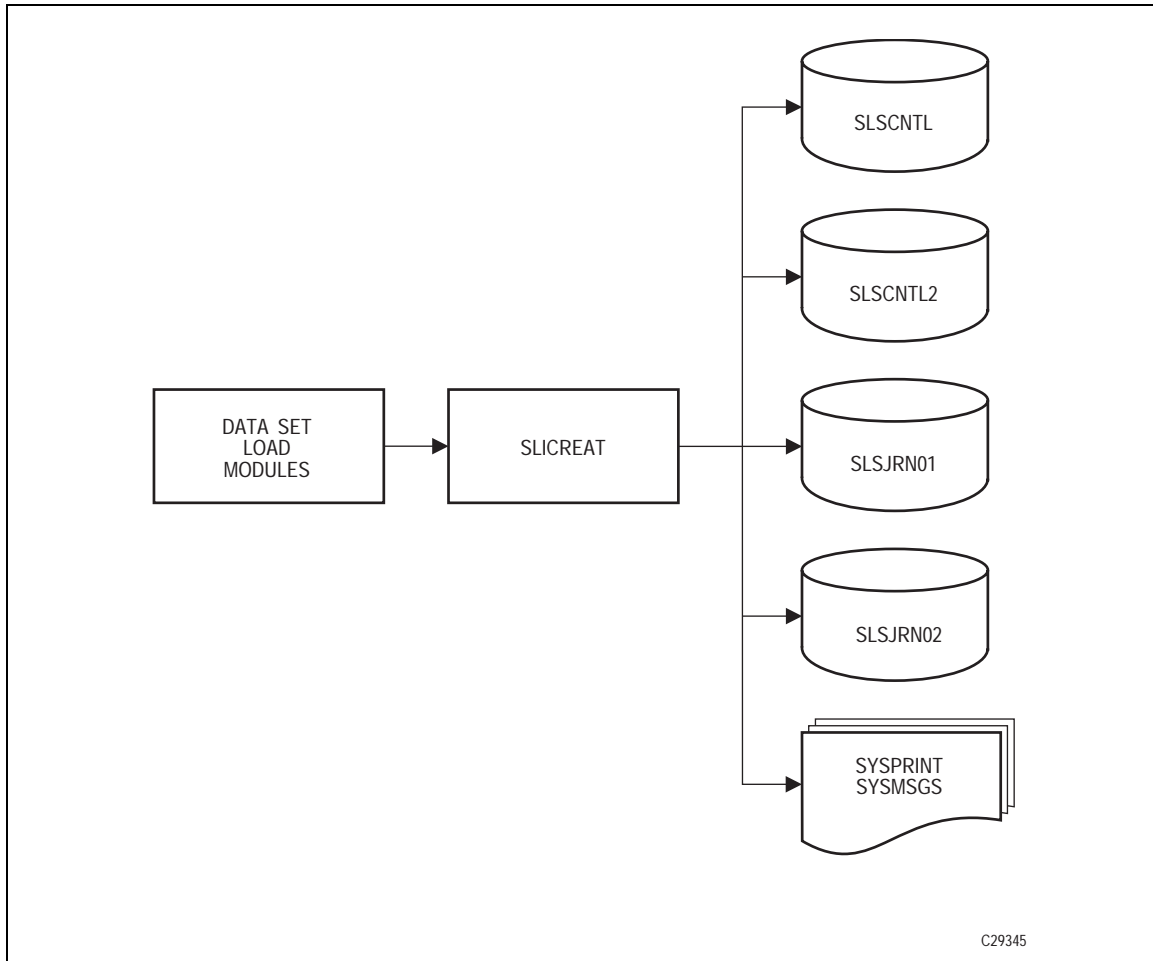 SLSCNTL
SLSCNTL2
DATA SET
LOAD
MODULES
SLICREAT
SLSJRN01
SLSJRN02
SYSPRINT
SYSMSGS
C29345